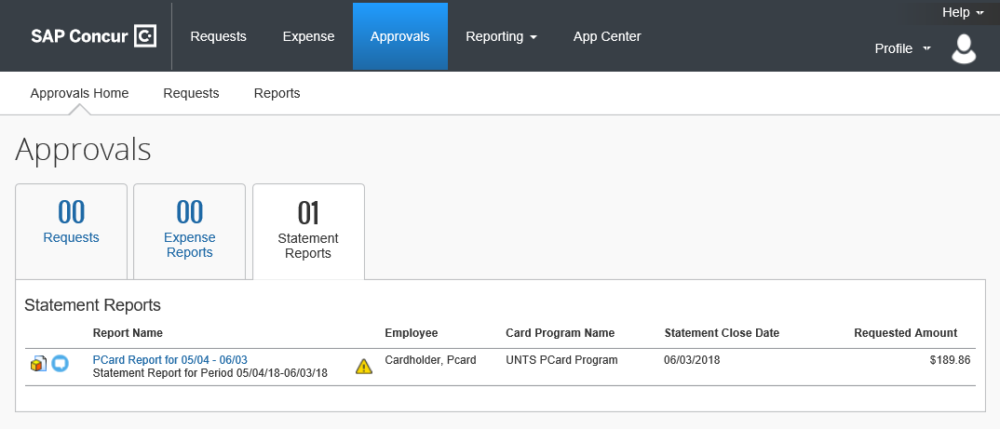 Help
SAP Concur C. Requests Expense Approvals Reporting App Center
Profile
Approvals Home Requests Reports
Approvals
00 00 01
Requests Expense Statement
Reports Reports
Statement Reports
Report Name Employee Card Program Name Statement Close Date Requested Amount
PCard Report for 05/04 - 06/03 Cardholder, Pcard UNTS PCard Program 06/03/2018 $189.86
Statement Report for Period 05/04/18-06/03/18